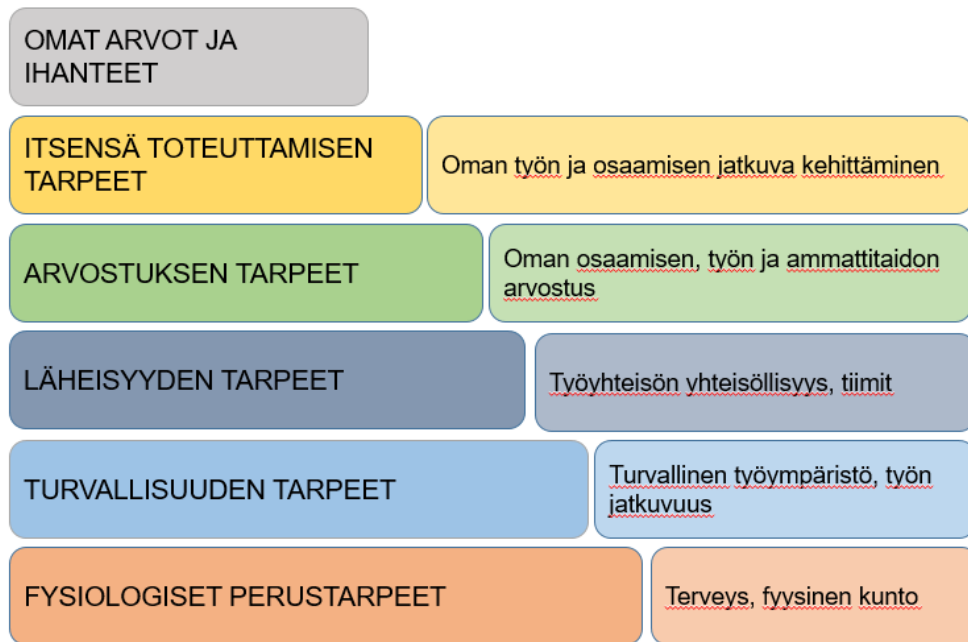 OMAT ARVOT JA
IHANTEET
ITSENSÄ TOTEUTTAMISEN
TARPEET
Oman työn ja osaamisen jatkuva kehittäminen
ARVOSTUKSEN TARPEET
Oman osaamisen, työn ja ammattitaidon
arvostus
LÄHEISYYDEN TARPEET
Työyhteisön yhteisöllisyys, tiimit
TURVALLISUUDEN TARPEET
Turvallinen työympäristö, työn
jatkuvuus
FYSIOLOGISET PERUSTARPEET
Terveys, fyysinen kunto